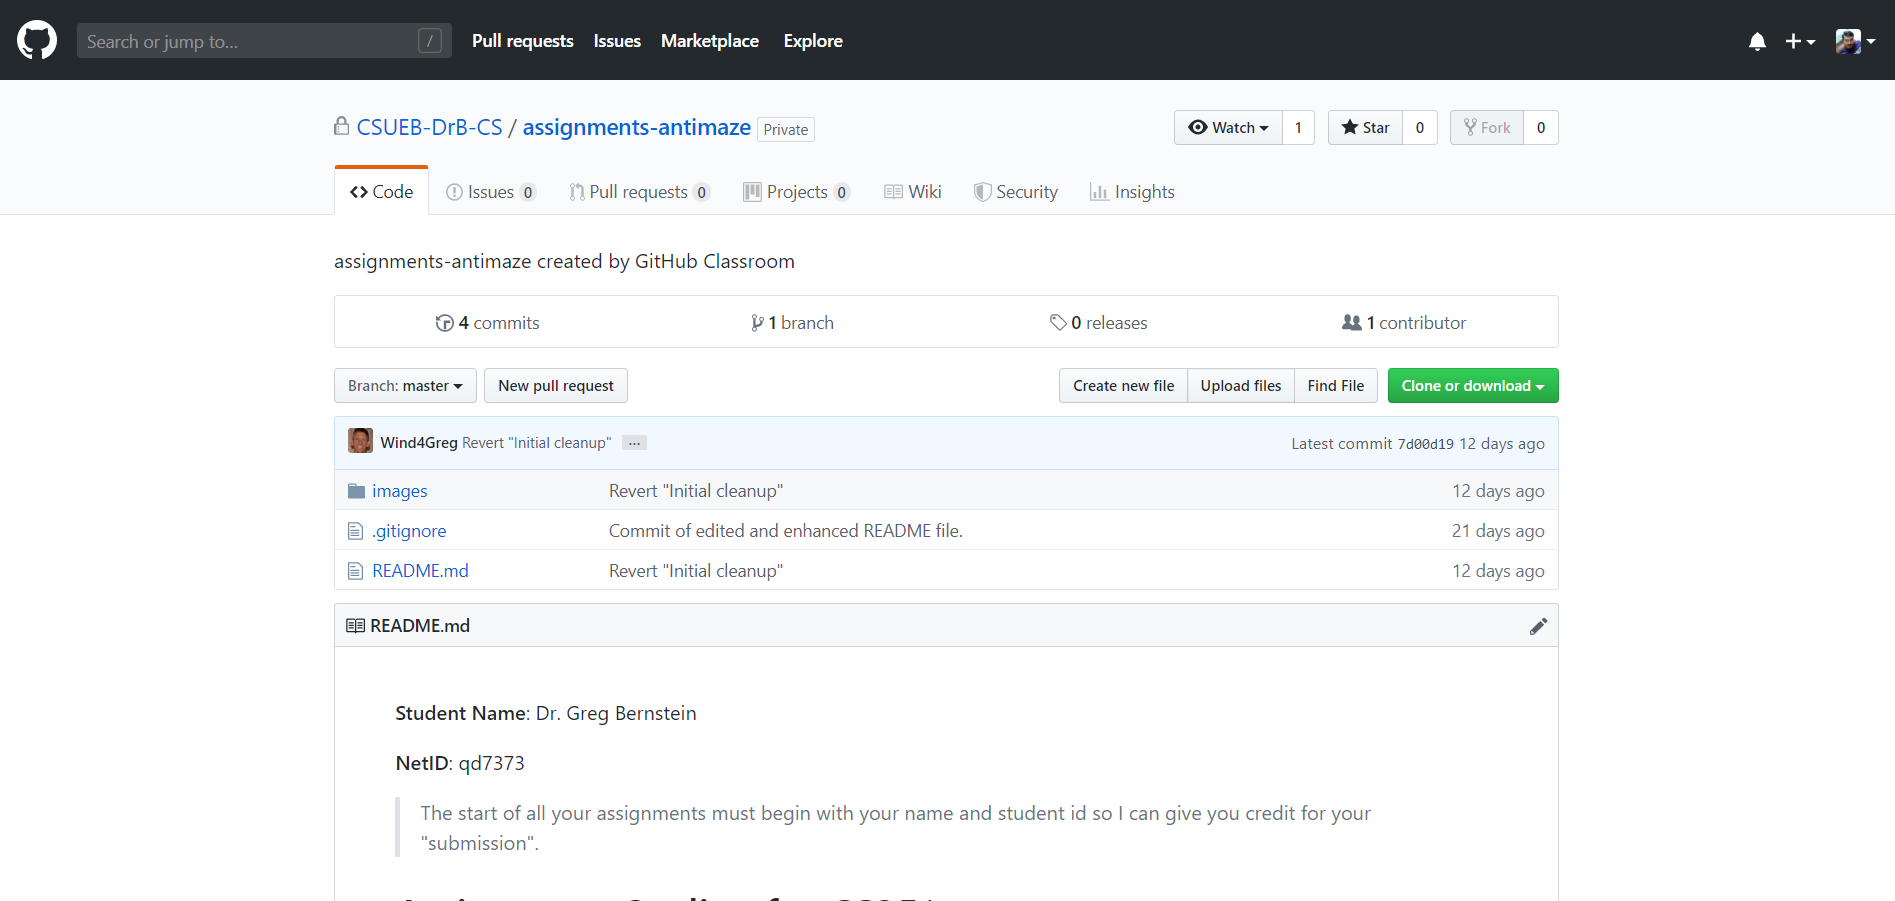 Search or jump to... / Pull requests Issues Marketplace Explore
CSUEB-DrB-CS / assignments-antimaze Private Watch 1 Star 0 Fork 0
Code Issues 0 Pull requests 0 Projects 0 Wiki Security Insights
assignments-antimaze created by GitHub Classroom
4 commits 1 branch 0 releases 1 contributor
Branch: master New pull request Create new file Upload files Find File Clone or download
Wind4Greg Revert "Initial cleanup" ... Latest commit 7d00d19 12 days ago
images Revert "Initial cleanup" 12 days ago
.gitignore Commit of edited and enhanced README file. 21 days ago
README.md Revert "Initial cleanup" 12 days ago
README.md
Student Name: Dr. Greg Bernstein
NetID: qd7373
The start of all your assignments must begin with your name and student id so I can give you credit for your
"submission".